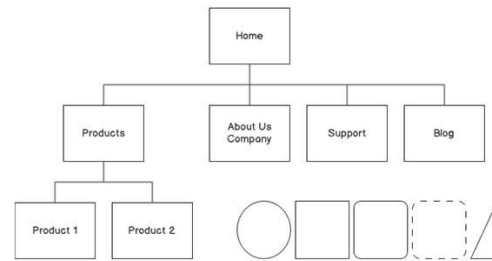 Home
Products
About Us
Company
Support
Blog
Product 1
Product 2